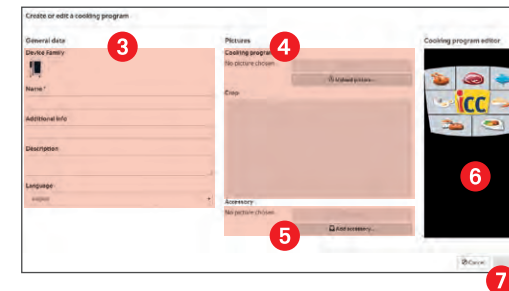 Create or edit a cooking program
General data
Device Family
Name*
Additional info
Description
Language
English
3
Pictures
Cooking program
No picture chosen
Upload picture...
Crop
4
Accessory
No picture chosen
Add accessory...
5
Cooking program editor
iCC
6
Cancel
7